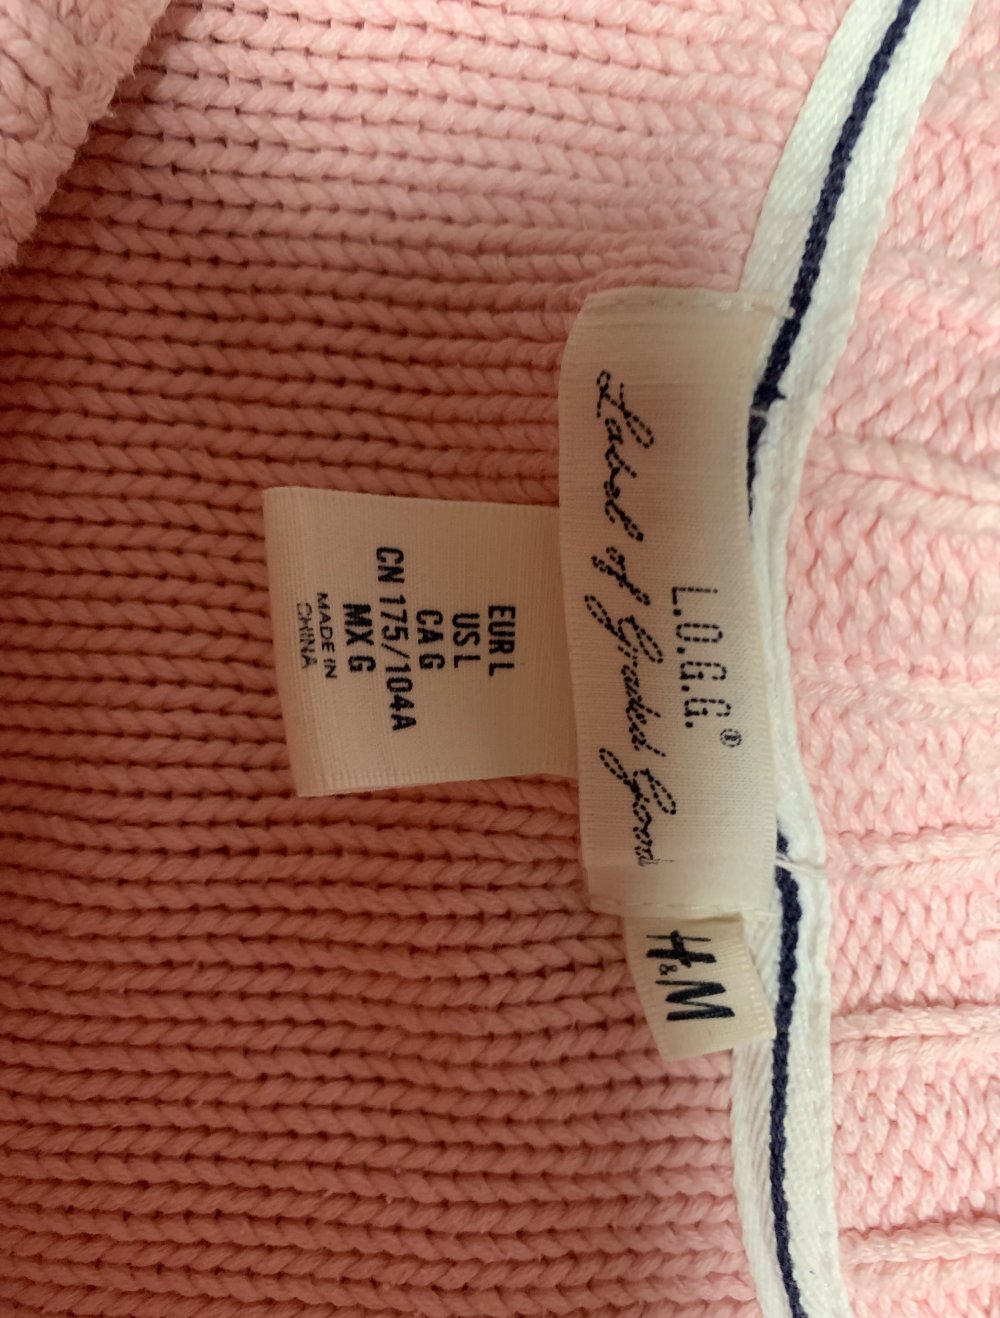 L.O.G.G.®
Label of Graded Goods
H&M
EUR L
US L
CA G
CN 175/104A
MX G
MADE IN
CHINA